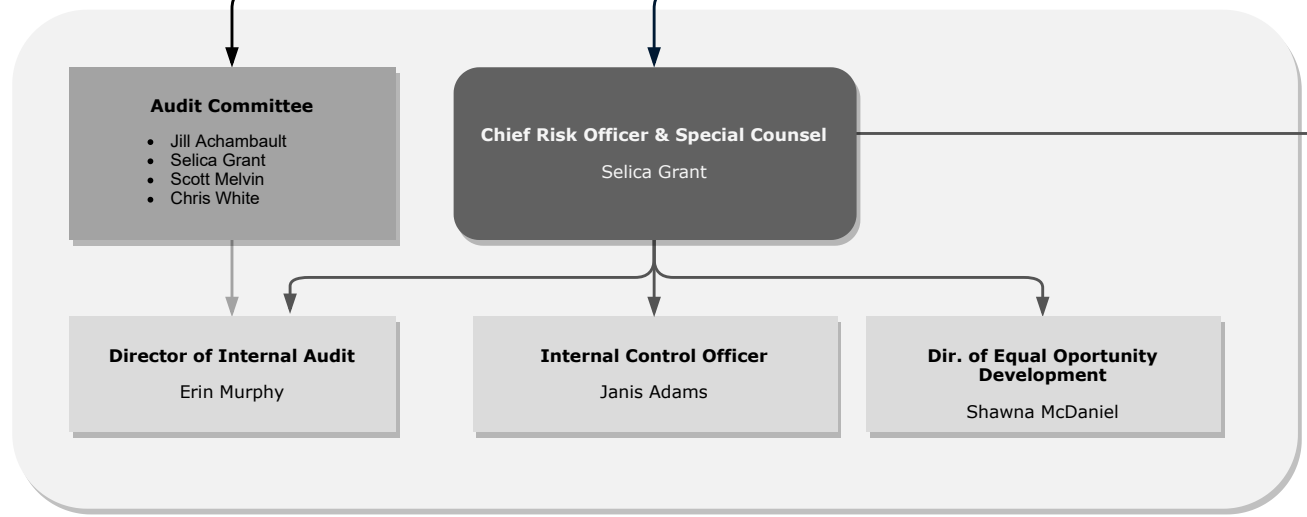 Audit Committee
• Jill Achambault
• Selica Grant
• Scott Melvin
• Chris White
Chief Risk Officer & Special Counsel
Selica Grant
Director of Internal Audit
Erin Murphy
Internal Control Officer
Janis Adams
Dir. of Equal Oportunity
Development
Shawna McDaniel